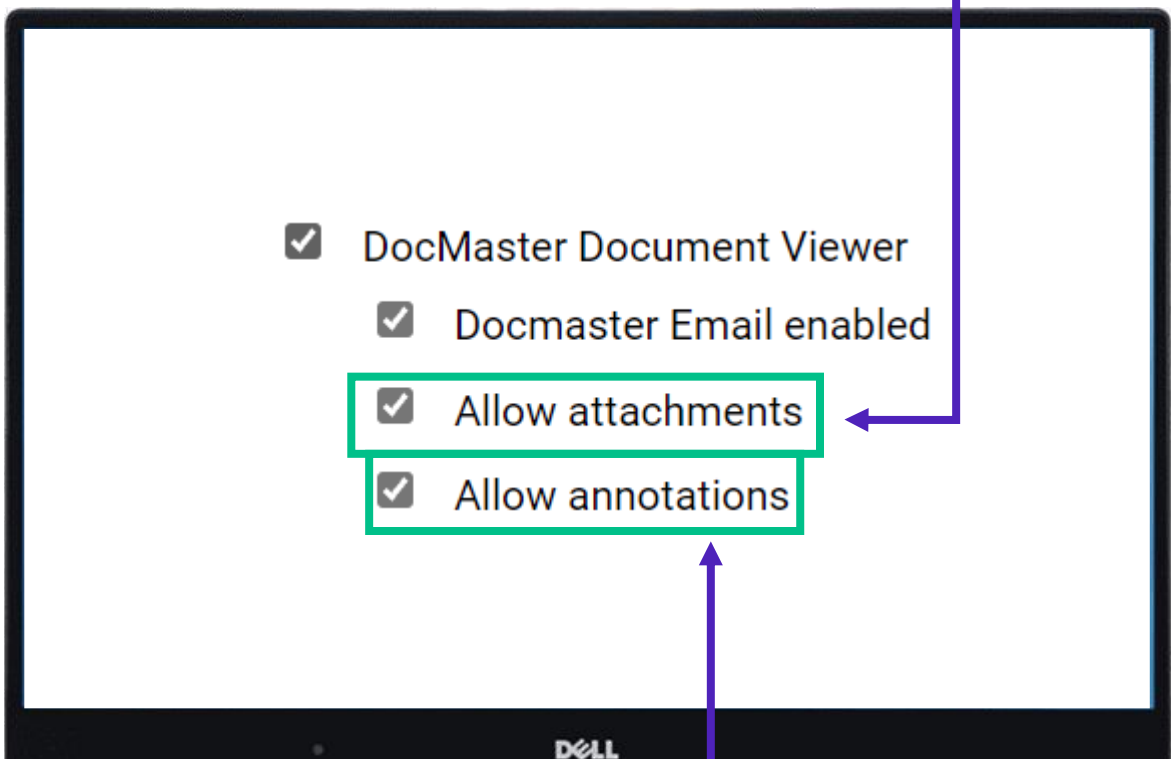 DocMaster Document Viewer
Docmaster Email enabled
Allow attachments
Allow annotations
DELL